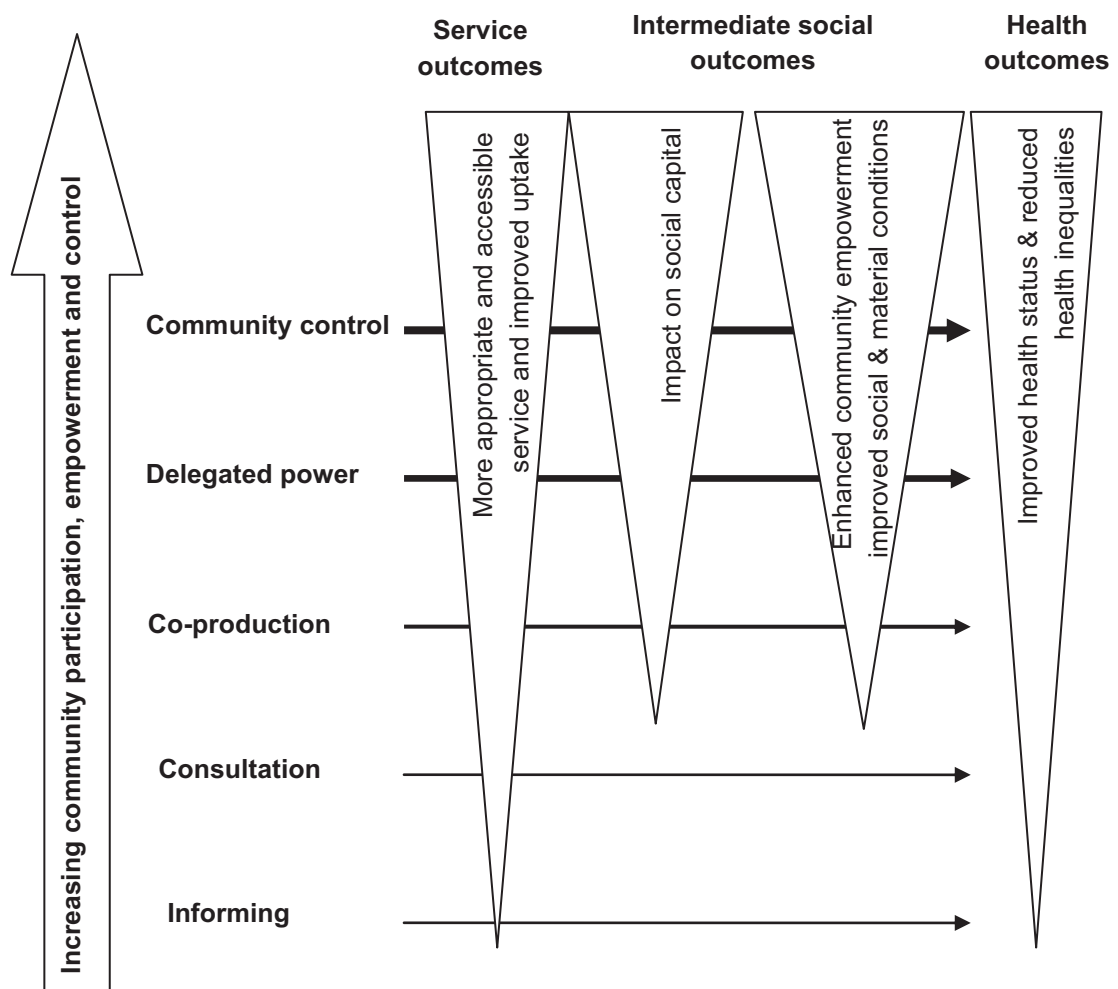 Service
outcomes
Intermediate social
outcomes
Health
outcomes
Increasing community participation, empowerment and control
More appropriate and accessible
service and improved uptake
Impact on social capital
Enhanced community empowerment
improved social & material conditions
Improved health status & reduced
health inequalities
Community control
Delegated power
Co-production
Consultation
Informing